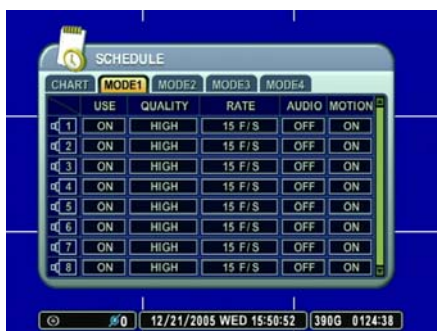 SCHEDULE
CHART MODE1 MODE2 MODE3 MODE4
USE QUALITY RATE AUDIO MOTION
1 ON HIGH 15 F/S OFF ON
2 ON HIGH 15 F/S OFF ON
3 ON HIGH 15 F/S OFF ON
4 ON HIGH 15 F/S OFF ON
5 ON HIGH 15 F/S OFF ON
6 ON HIGH 15 F/S OFF ON
7 ON HIGH 15 F/S OFF ON
8 ON HIGH 15 F/S OFF ON
0 12/21/2005 WED 15:50:52 390G 0124:38